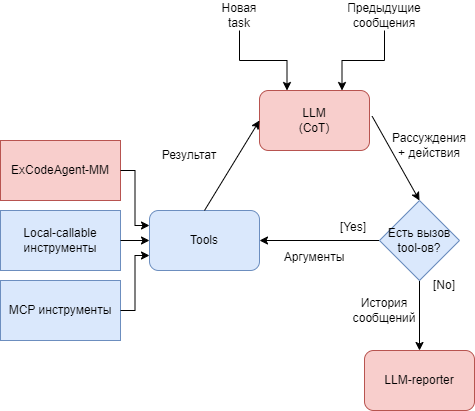 Новая
task
Предыдущие
сообщения
LLM
(CoT)
Рассуждения
+ действия
Результат
ExCodeAgent-MM
Local-callable
инструменты
MCP инструменты
Tools
[Yes]
Аргументы
Есть вызов
tool-ов?
[No]
История
сообщений
LLM-reporter